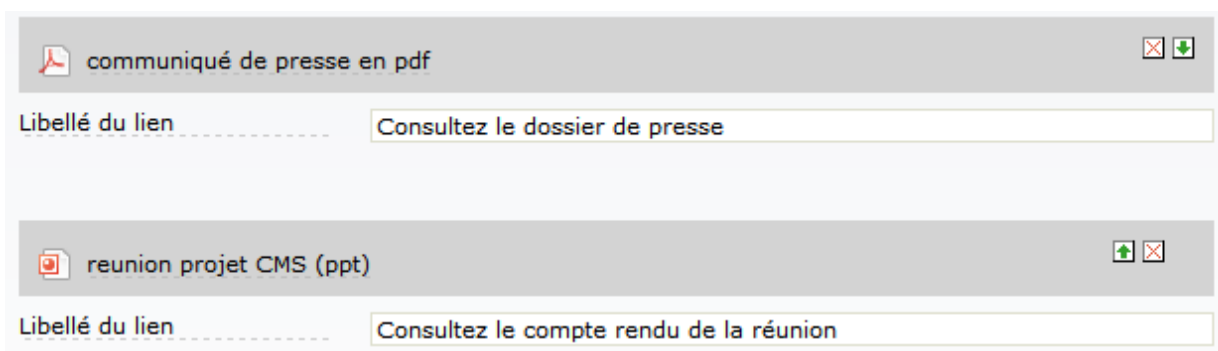 communiqué de presse en pdf
Libellé du lien
Consultez le dossier de presse
reunion projet CMS (ppt)
Libellé du lien
Consultez le compte rendu de la réunion